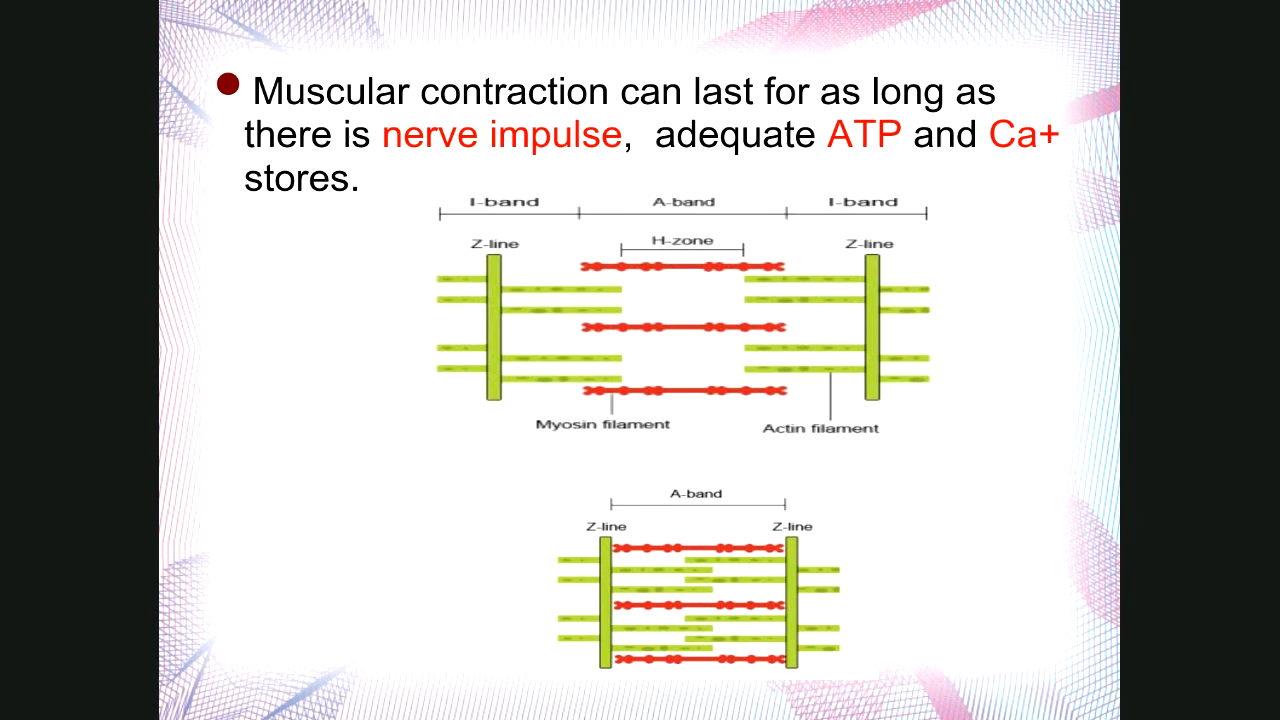 Muscular contraction can last for as long as
there is nerve impulse, adequate ATP and Ca+
stores.
I-band A-band I-band
Z-line H-zone Z-line
Myosin filament Actin filament
A-band
Z-line Z-line